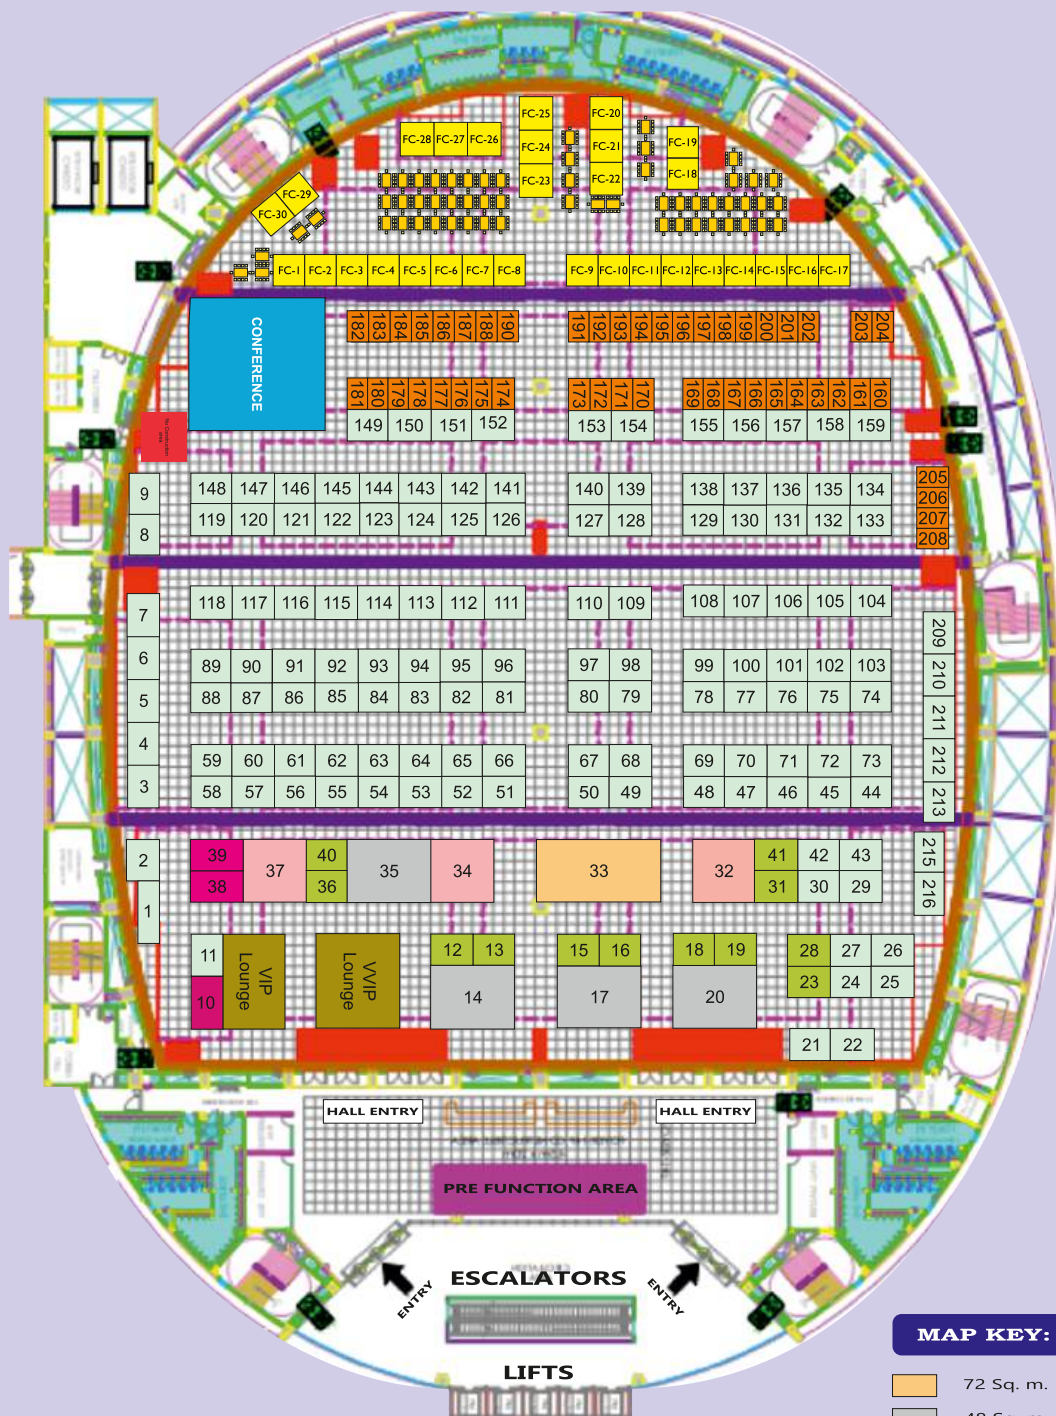 FC-25
FC-20
FC-28 FC-27 FC-26
FC-24
FC-21
FC-19
FC-23
FC-22
FC-18
FC-29
FC-30
FC-1 FC-2 FC-3 FC-4 FC-5 FC-6 FC-7 FC-8
FC-9 FC-10 FC-11 FC-12 FC-13 FC-14 FC-15 FC-16 FC-17
CONFERENCE
182 183 184 185 186 187 188 190
191 192 193 194 195 196 197 198 199 200 201 202
203 204
181 180 179 178 177 176 175 174
173 172 171 170
169 168 167 166 165 164 163 162 161 160
149 150 151 152
153 154
155 156 157 158 159
No Construction
area
9
148 147 146 145 144 143 142 141
140 139
138 137 136 135 134
205
206
207
208
8
119 120 121 122 123 124 125 126
127 128
129 130 131 132 133
7
118 117 116 115 114 113 112 111
110 109
108 107 106 105 104
209
6
89 90 91 92 93 94 95 96
97 98
99 100 101 102 103
210
5
88 87 86 85 84 83 82 81
80 79
78 77 76 75 74
211
4
59 60 61 62 63 64 65 66
67 68
69 70 71 72 73
212
3
58 57 56 55 54 53 52 51
50 49
48 47 46 45 44
213
2
39 37 40 35 34 33 32 41 42 43
215
38 36 31 30 29
216
1
11
VIP
Lounge
VVIP
Lounge
12 13
15 16
18 19
28 27 26
10
14
17
20
23 24 25
21 22
HALL ENTRY
HALL ENTRY
PRE FUNCTION AREA
ESCALATORS
ENTRY
ENTRY
LIFTS
MAP KEY:
72 Sq. m.